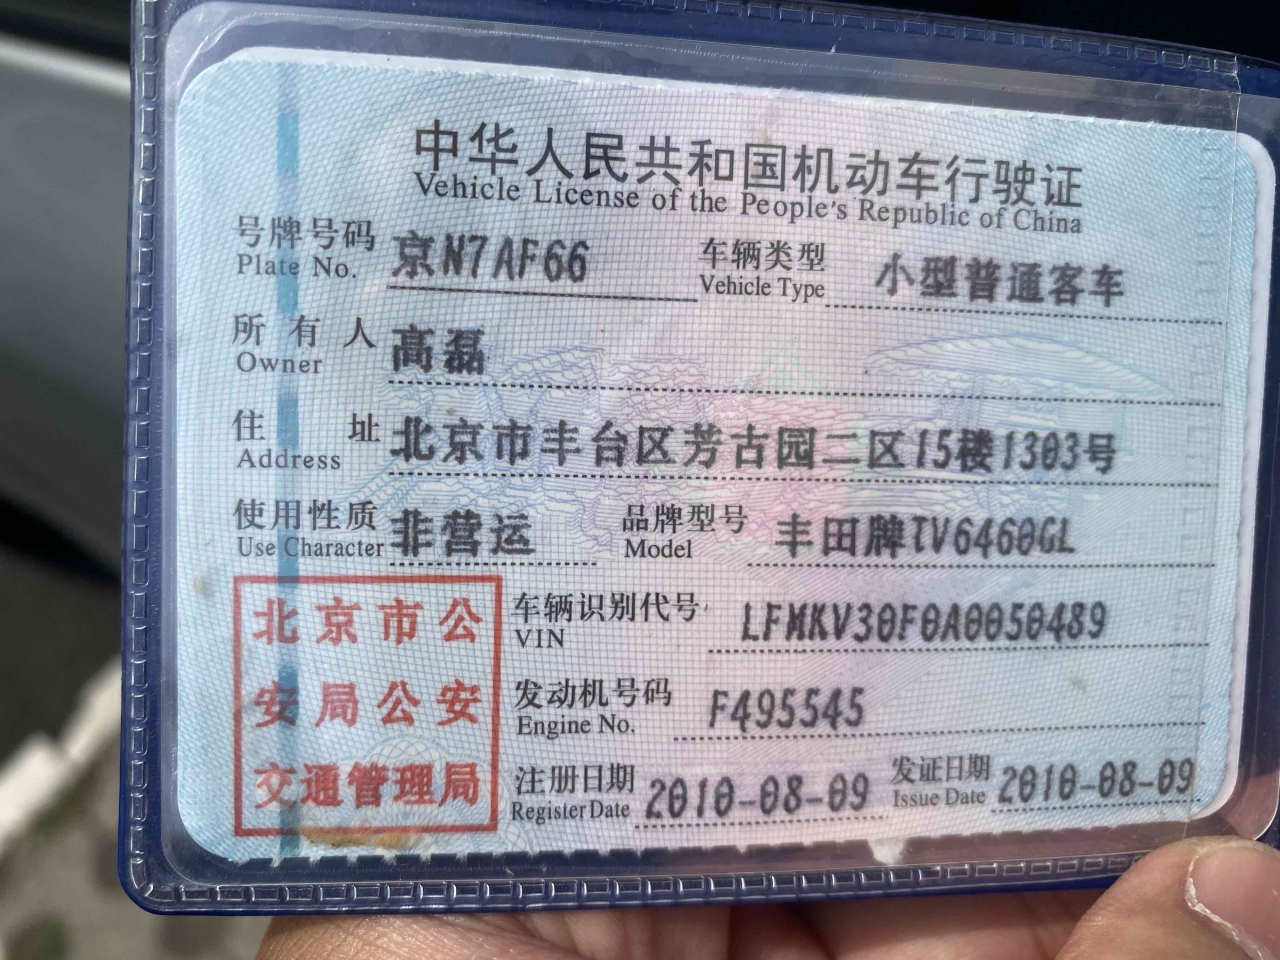 中华人民共和国机动车行驶证
Vehicle License of the People's Republic of China
号牌号码 京N7AF66 车辆类型 小型普通客车
Plate No. Vehicle Type
所有人 高磊
Owner
住址 北京市丰台区芳古园二区15楼1303号
Address
使用性质 非营运 品牌型号 丰田牌TV6460GL
Use Character Model
北京市公
安局公安
交通管理局
车辆识别代号 LFMKV30F0A0050489
VIN
发动机号码 F495545
Engine No.
注册日期 2010-08-09 发证日期 2010-08-09
Register Date Issue Date